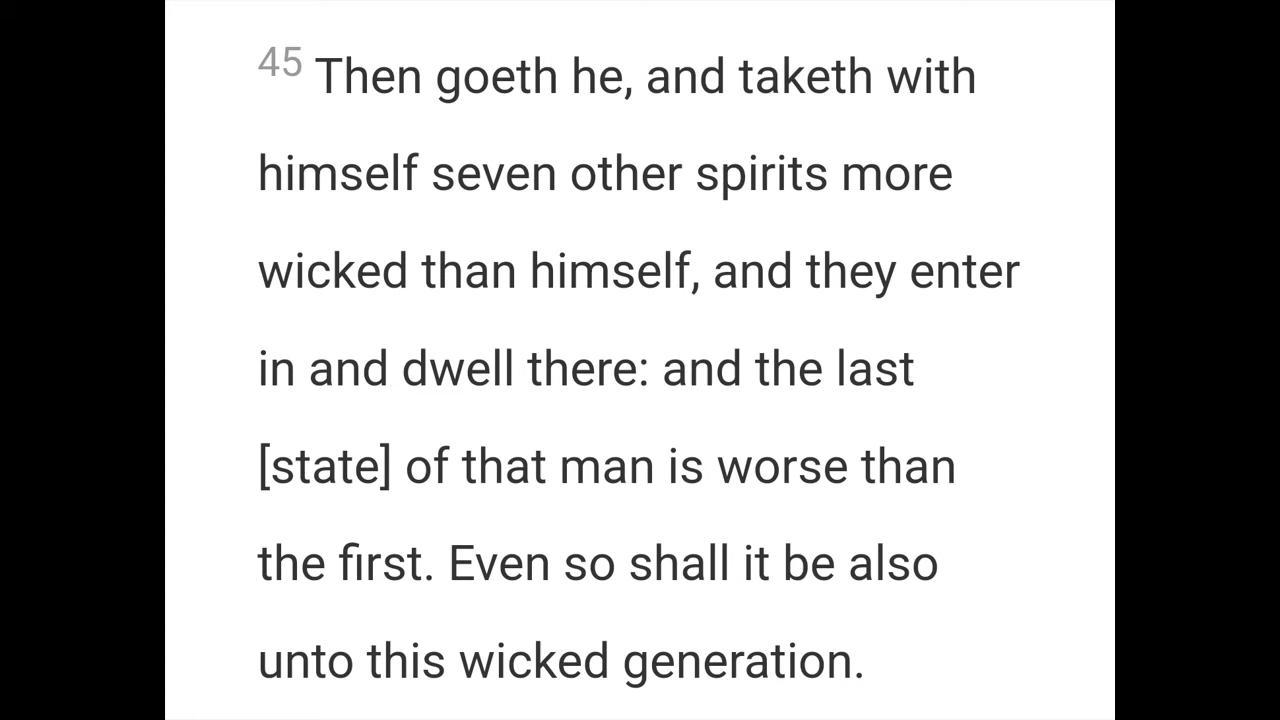 45 Then goeth he, and taketh with
himself seven other spirits more
wicked than himself, and they enter
in and dwell there: and the last
[state] of that man is worse than
the first. Even so shall it be also
unto this wicked generation.